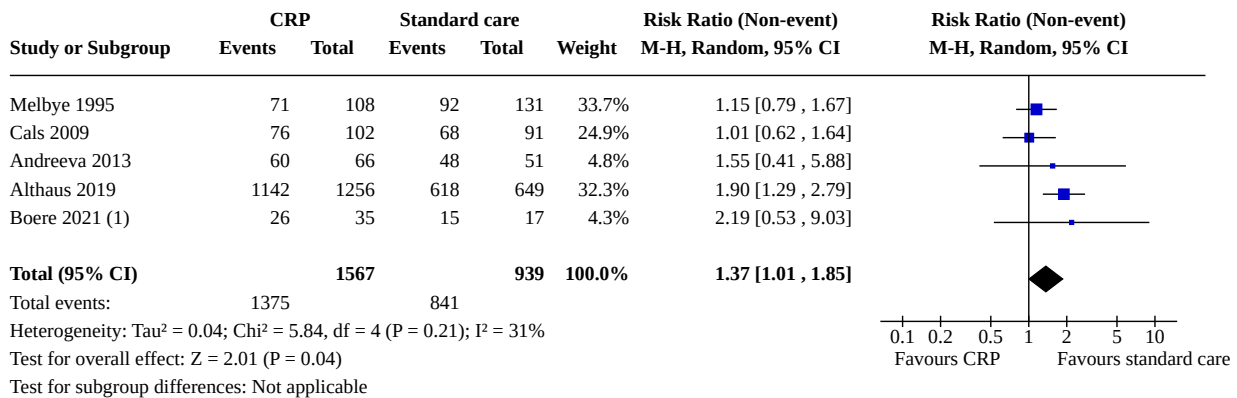 CRP Standard care Risk Ratio (Non-event) Risk Ratio (Non-event)
Study or Subgroup Events Total Events Total Weight M-H, Random, 95% CI M-H, Random, 95% CI
Melbye 1995 71 108 92 131 33.7% 1.15 [0.79 , 1.67]
Cals 2009 76 102 68 91 24.9% 1.01 [0.62 , 1.64]
Andreeva 2013 60 66 48 51 4.8% 1.55 [0.41 , 5.88]
Althaus 2019 1142 1256 618 649 32.3% 1.90 [1.29 , 2.79]
Boere 2021 (1) 26 35 15 17 4.3% 2.19 [0.53 , 9.03]
Total (95% CI) 1567 939 100.0% 1.37 [1.01 , 1.85]
Total events: 1375 841
Heterogeneity: Tau² = 0.04; Chi² = 5.84, df = 4 (P = 0.21); I² = 31%
0.1 0.2 0.5 1 2 5 10
Test for overall effect: Z = 2.01 (P = 0.04)
Favours CRP Favours standard care
Test for subgroup differences: Not applicable